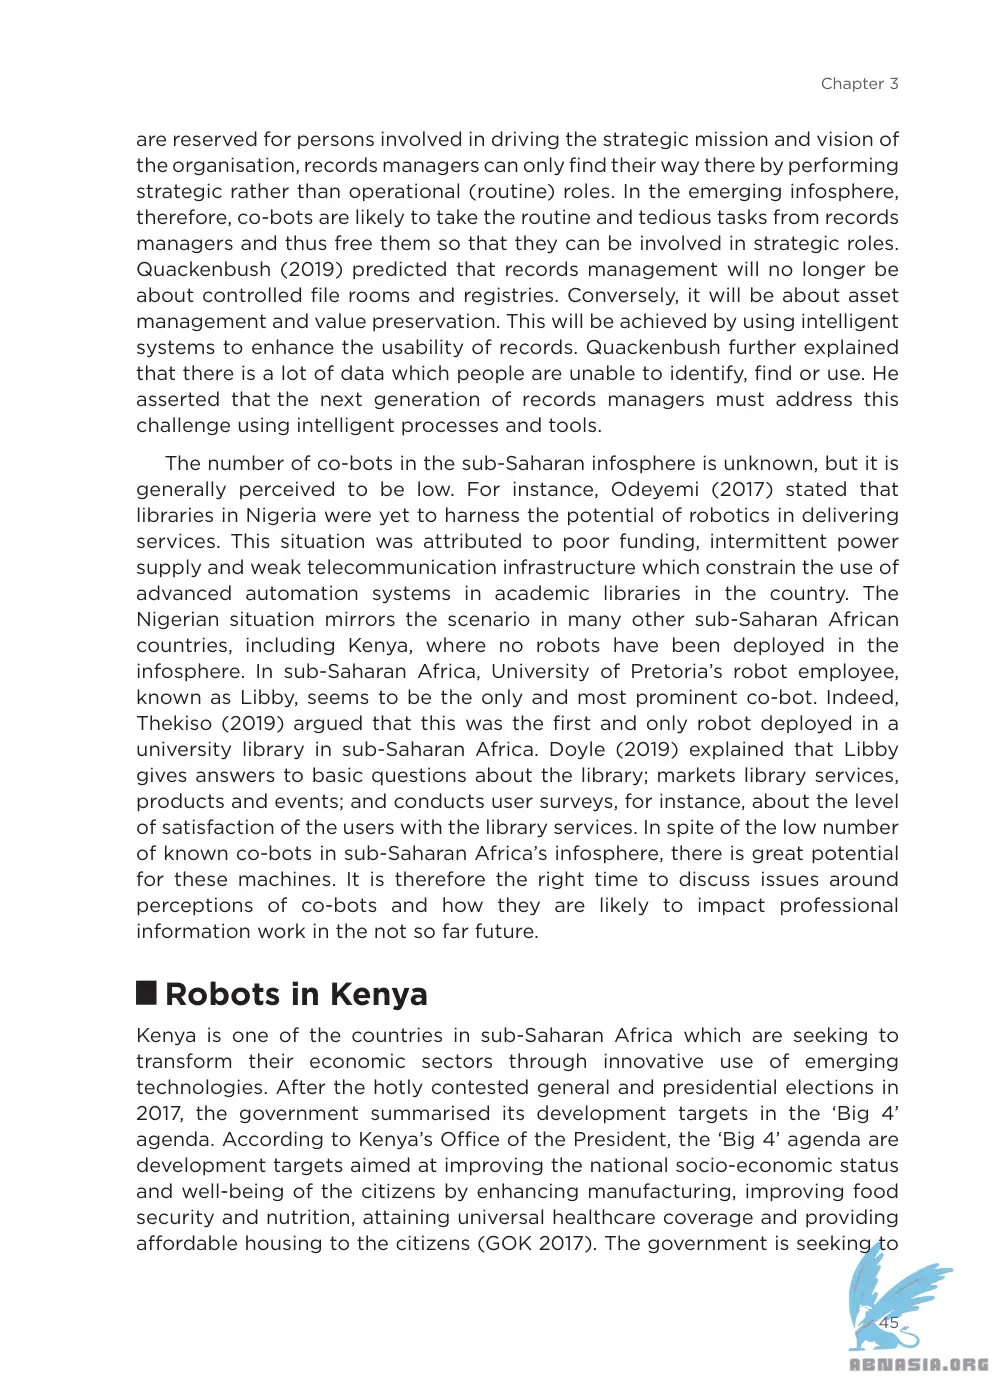 Chapter 3
are reserved for persons involved in driving the strategic mission and vision of
the organisation, records managers can only find their way there by performing
strategic rather than operational (routine) roles. In the emerging infosphere,
therefore, co-bots are likely to take the routine and tedious tasks from records
managers and thus free them so that they can be involved in strategic roles.
Quackenbush (2019) predicted that records management will no longer be
about controlled file rooms and registries. Conversely, it will be about asset
management and value preservation. This will be achieved by using intelligent
systems to enhance the usability of records. Quackenbush further explained
that there is a lot of data which people are unable to identify, find or use. He
asserted that the next generation of records managers must address this
challenge using intelligent processes and tools.
The number of co-bots in the sub-Saharan infosphere is unknown, but it is
generally perceived to be low. For instance, Odeyemi (2017) stated that
libraries in Nigeria were yet to harness the potential of robotics in delivering
services. This situation was attributed to poor funding, intermittent power
supply and weak telecommunication infrastructure which constrain the use of
advanced automation systems in academic libraries in the country. The
Nigerian situation mirrors the scenario in many other sub-Saharan African
countries, including Kenya, where no robots have been deployed in the
infosphere. In sub-Saharan Africa, University of Pretoria’s robot employee,
known as Libby, seems to be the only and most prominent co-bot. Indeed,
Thekiso (2019) argued that this was the first and only robot deployed in a
university library in sub-Saharan Africa. Doyle (2019) explained that Libby
gives answers to basic questions about the library; markets library services,
products and events; and conducts user surveys, for instance, about the level
of satisfaction of the users with the library services. In spite of the low number
of known co-bots in sub-Saharan Africa’s infosphere, there is great potential
for these machines. It is therefore the right time to discuss issues around
perceptions of co-bots and how they are likely to impact professional
information work in the not so far future.
Robots in Kenya
Kenya is one of the countries in sub-Saharan Africa which are seeking to
transform their economic sectors through innovative use of emerging
technologies. After the hotly contested general and presidential elections in
2017, the government summarised its development targets in the ‘Big 4’
agenda. According to Kenya’s Office of the President, the ‘Big 4’ agenda are
development targets aimed at improving the national socio-economic status
and well-being of the citizens by enhancing manufacturing, improving food
security and nutrition, attaining universal healthcare coverage and providing
affordable housing to the citizens (GOK 2017). The government is seeking to
45
ABNASIA.ORG